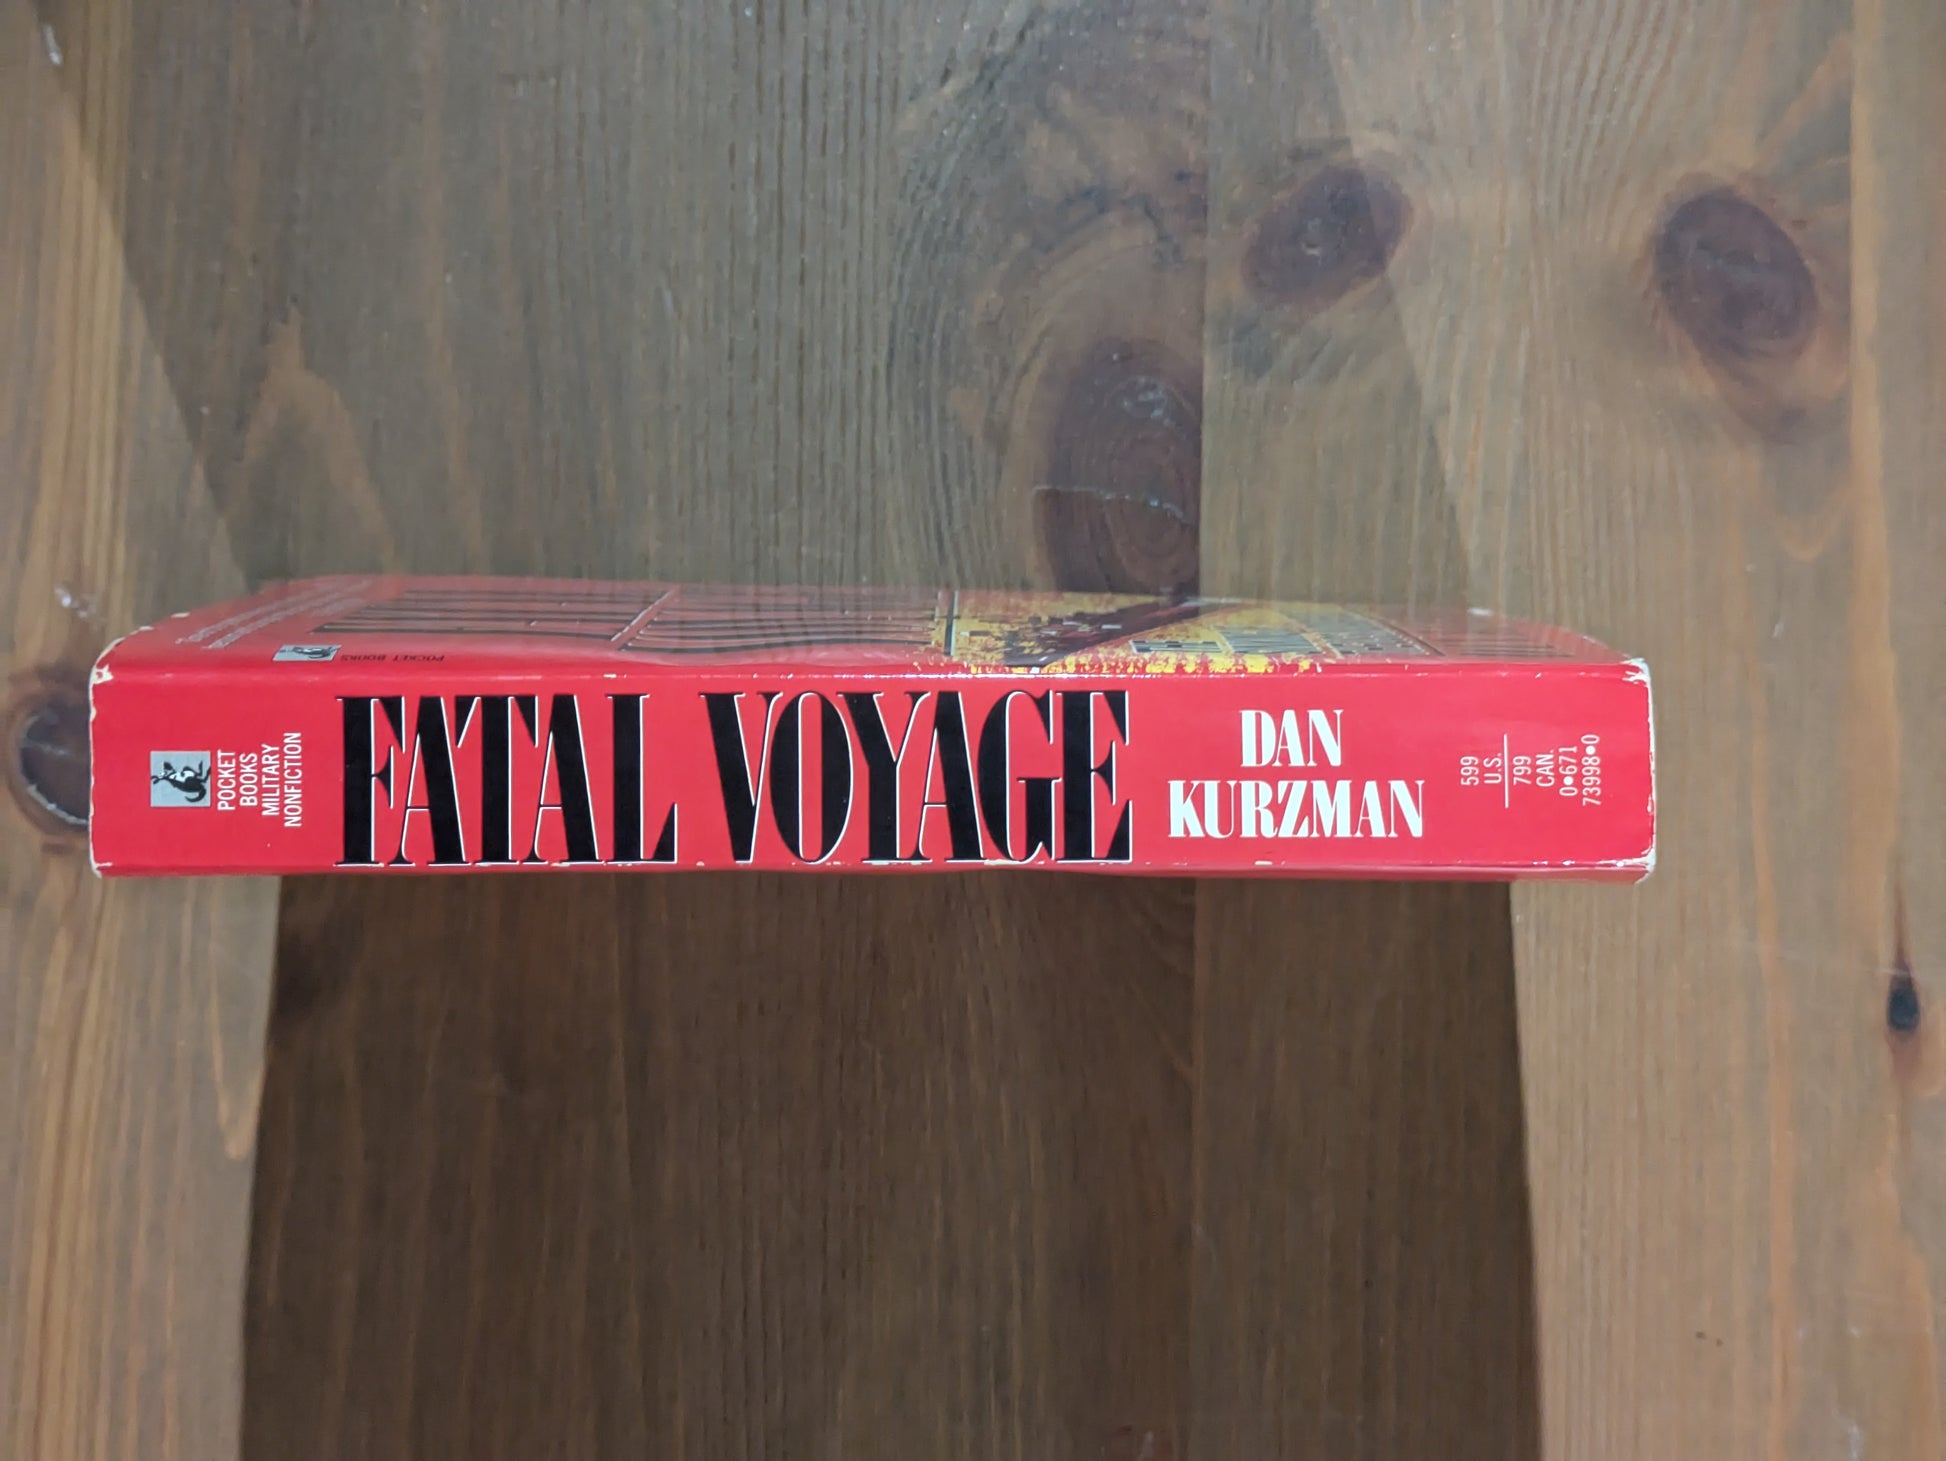 POCKET BOOKS
POCKET
BOOKS
MILITARY
NONFICTION
FATAL VOYAGE
DAN
KURZMAN
599
U.S.
799
CAN.
0•671
73998•0